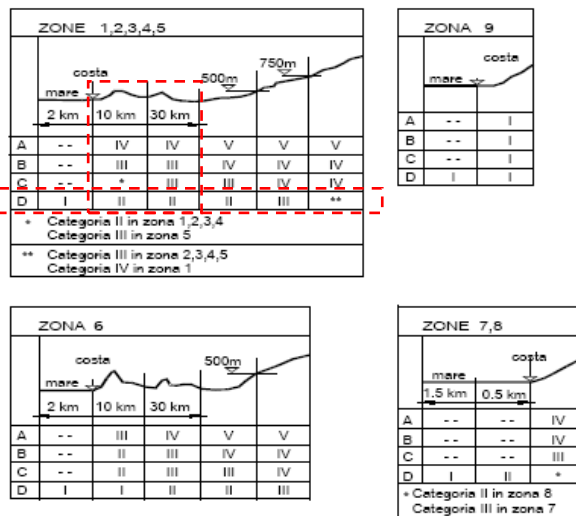 ZONE 1,2,3,4,5
costa
500m
750m
mare
2 km 10 km 30 km
A - - IV IV V V V
B - - III III IV IV IV
C - - * III III IV IV
D I II II II III **
* Categoria II in zona 1,2,3,4
Categoria III in zona 5
** Categoria III in zona 2,3,4,5
Categoria IV in zona 1
ZONA 9
costa
mare
A - - I
B - - I
C - - I
D I I
ZONA 6
costa
500m
mare
2 km 10 km 30 km
A - - III IV V V
B - - II III IV IV
C - - II III III IV
D I I II II III
ZONE 7,8
costa
mare
1.5 km 0.5 km
A - - - - IV
B - - - - IV
C - - - - III
D I II *
* Categoria II in zona 8
Categoria III in zona 7